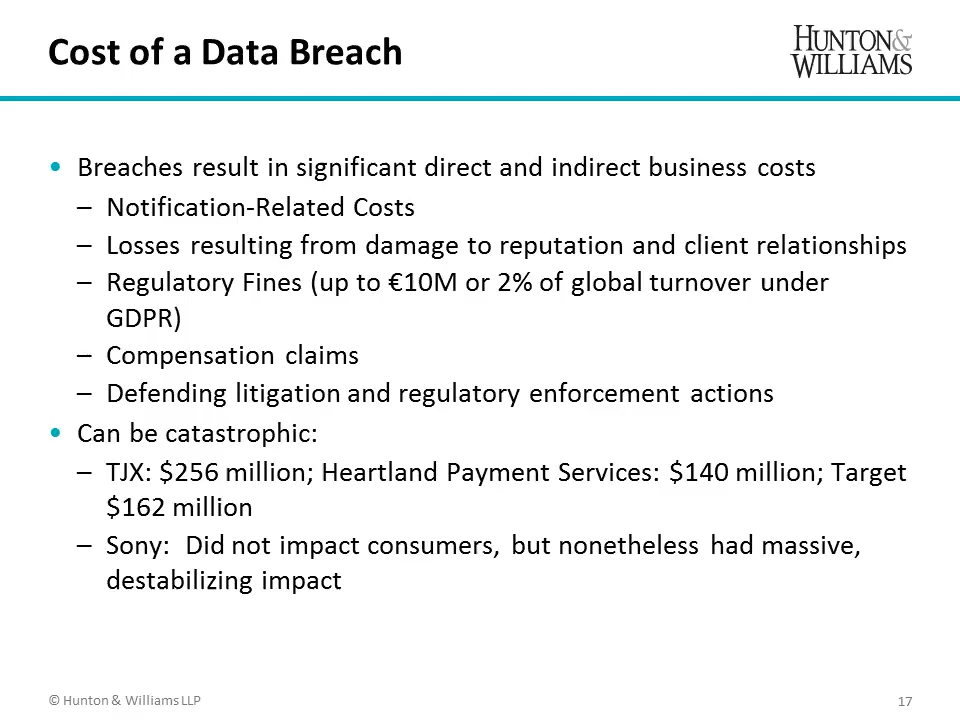 Cost of a Data Breach
HUNTON&
WILLIAMS
• Breaches result in significant direct and indirect business costs
– Notification-Related Costs
– Losses resulting from damage to reputation and client relationships
– Regulatory Fines (up to €10M or 2% of global turnover under
GDPR)
– Compensation claims
– Defending litigation and regulatory enforcement actions
• Can be catastrophic:
– TJX: $256 million; Heartland Payment Services: $140 million; Target
$162 million
– Sony: Did not impact consumers, but nonetheless had massive,
destabilizing impact
© Hunton & Williams LLP
17